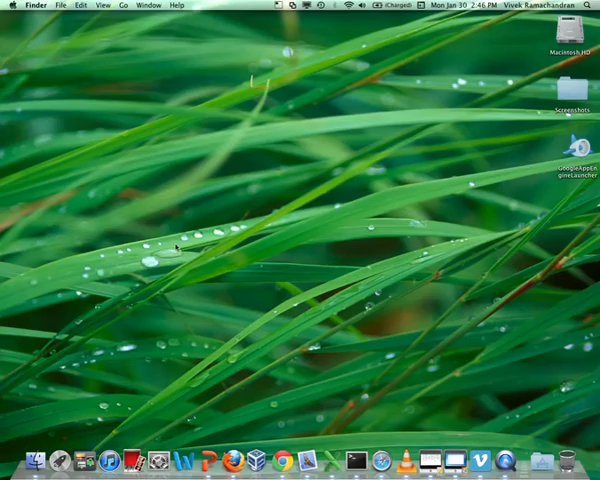 Finder File Edit View Go Window Help (Charged) Mon Jan 30 2:46 PM Vivek Ramachandran
Macintosh HD
Screenshots
GoogleAppEn
gineLauncher